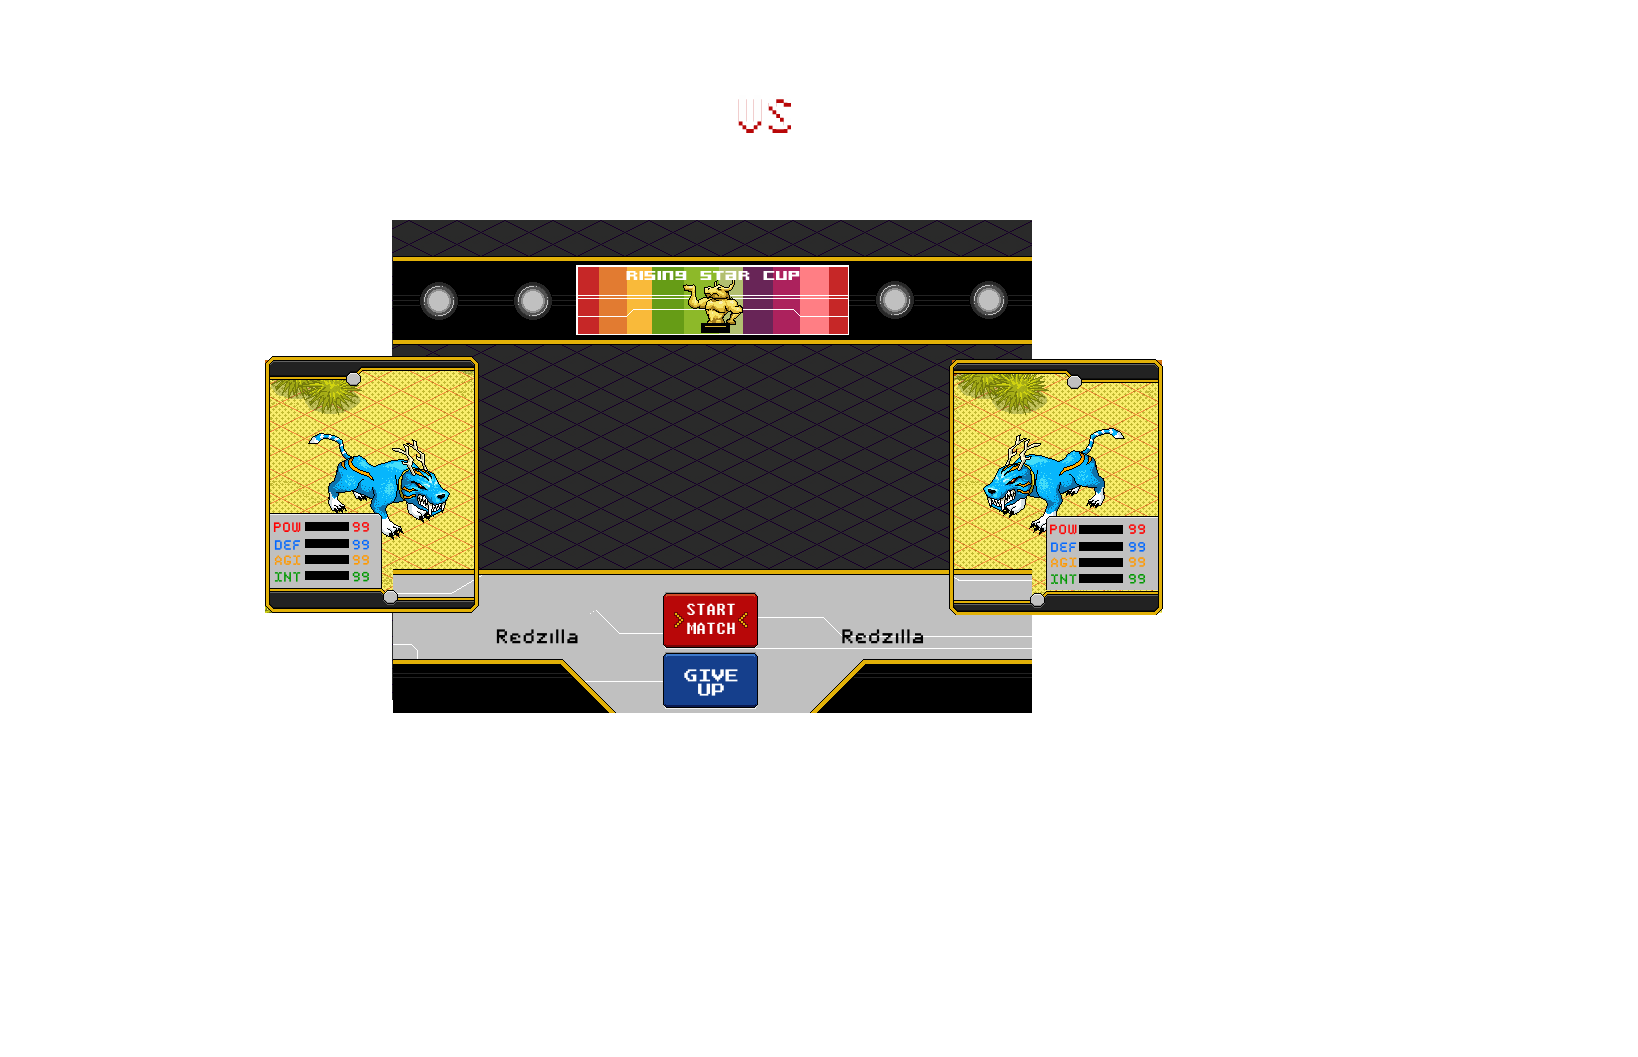 VS
RISING STAR CUP
POW 99
DEF 99
AGI 99
INT 99
POW 99
DEF 99
AGI 99
INT 99
START
MATCH
Redzilla
Redzilla
GIVE
UP